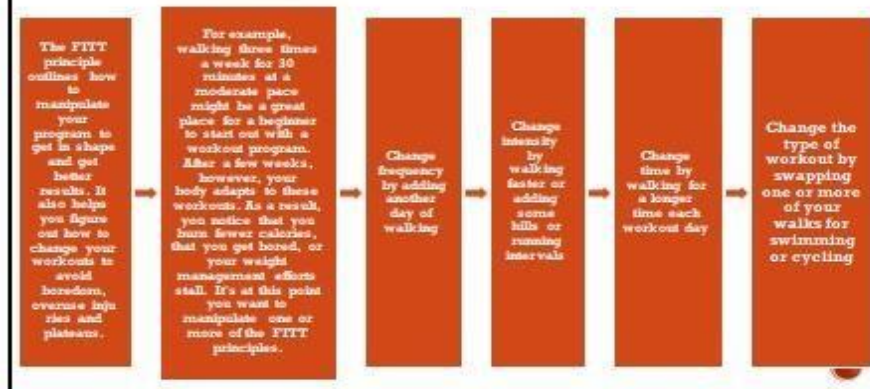 The FITT
principle
outlines how
to
manipulate
your
program to
get in shape
and get
better
results. It
also helps
you figure
out how to
change your
workouts to
avoid
boredom,
overuse inju
ries and
plateaus.
For example,
walking three times
a week for 30
minutes at a
moderate pace
might be a great
place for a beginner
to start out with a
workout program.
After a few weeks,
however, your
body adapts to these
workouts. As a result,
you notice that you
burn fewer calories,
that you get bored, or
your weight
management efforts
stall. It's at this point
you want to
manipulate one or
more of the FITT
principles.
Change
frequency
by adding
another
day of
walking
Change
intensity
by
walking
faster or
adding
some
hills or
running
intervals
Change
time by
walking for
a longer
time each
workout day
Change the
type of
workout by
swapping
one or more
of your
walks for
swimming
or cycling